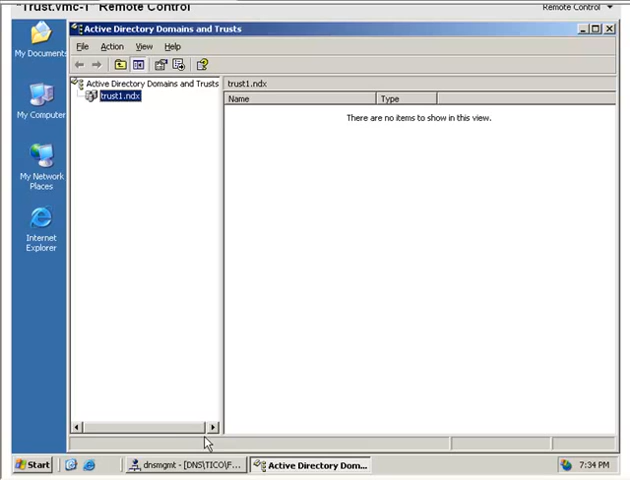 "Trust.vmc-1" Remote Control
Remote Control
Active Directory Domains and Trusts
File Action View Help
My Documents
My Computer
My Network Places
Internet Explorer
Active Directory Domains and Trusts
trust1.ndx
trust1.ndx
Name Type
There are no items to show in this view.
Start
dnsmgmt - [DNS\TICO\F...
Active Directory Dom...
7:34 PM